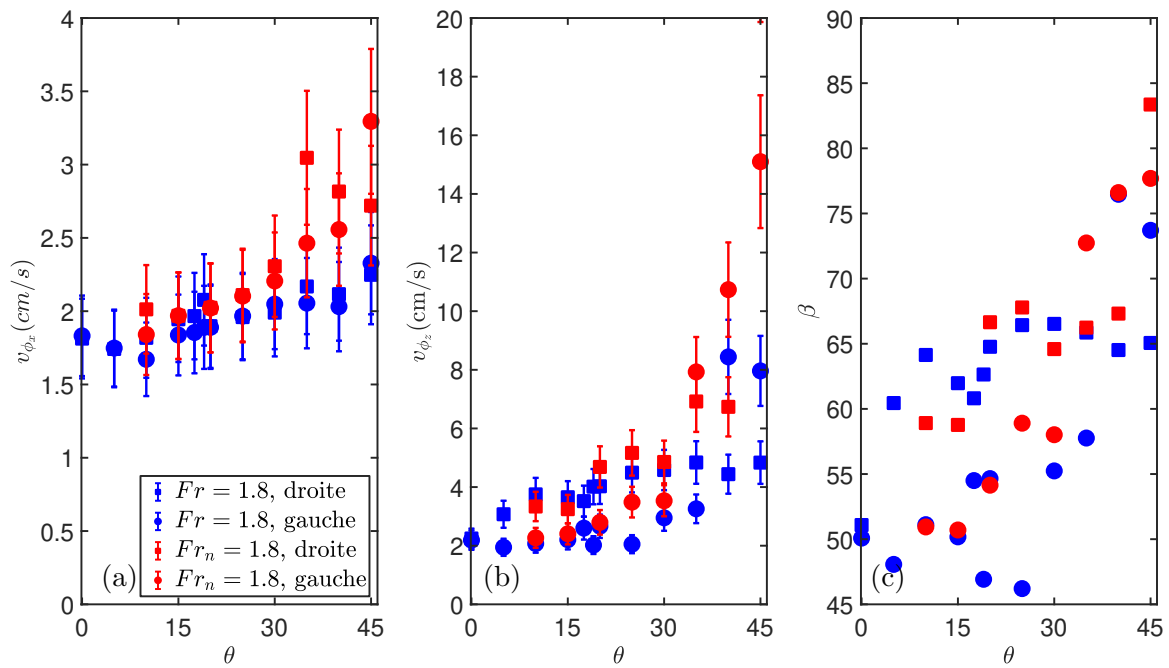 4
3.5
3
2.5
2
1.5
1
0.5
0
v_{ϕ_x}(cm/s)
0 15 30 45
θ
(a)
Fr = 1.8, droite
Fr = 1.8, gauche
Fr_n = 1.8, droite
Fr_n = 1.8, gauche
20
18
16
14
12
10
8
6
4
2
0
v_{ϕ_z}(cm/s)
0 15 30 45
θ
(b)
90
85
80
75
70
65
60
55
50
45
β
0 15 30 45
θ
(c)